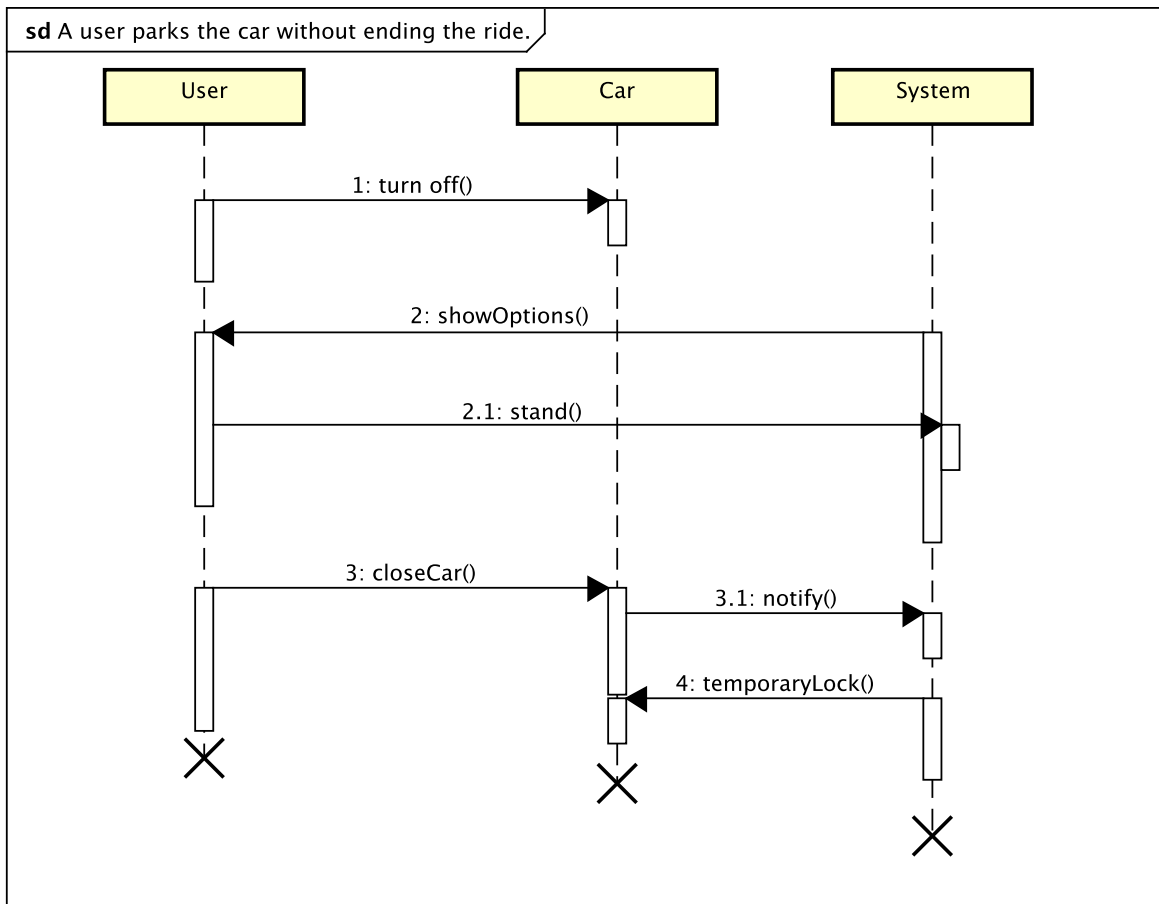 sd A user parks the car without ending the ride.
User
Car
System
1: turn off()
2: showOptions()
2.1: stand()
3: closeCar()
3.1: notify()
4: temporaryLock()